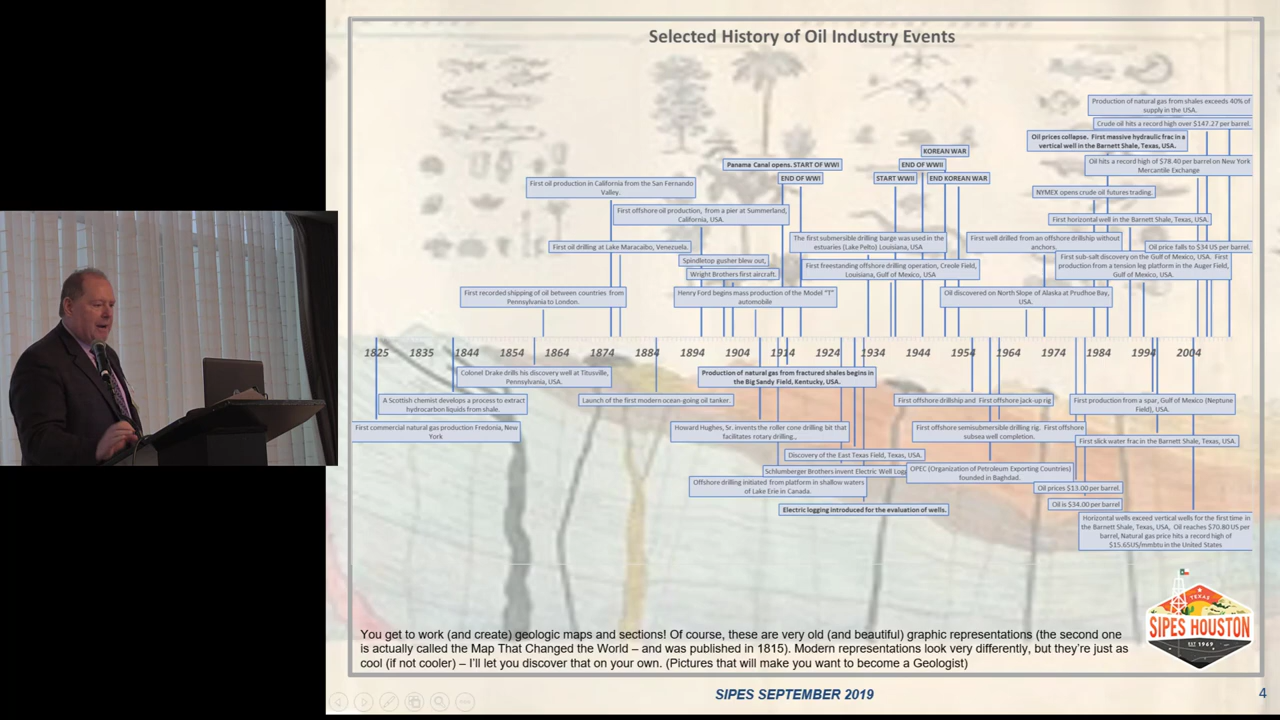 Selected History of Oil Industry Events
Production of natural gas from shales exceeds 40% of
supply in the USA.
Crude oil hits a record high over $147.27 per barrel.
Oil prices collapse. First massive hydraulic frac in a
vertical well in the Barnett Shale, Texas, USA.
KOREAN WAR
Panama Canal opens. START OF WWI
END OF WWII
Oil hits a record high of $78.40 per barrel on New York
Mercantile Exchange
END OF WWI
START WWII
END KOREAN WAR
First oil production in California from the San Fernando
Valley.
NYMEX opens crude oil futures trading.
First offshore oil production, from a pier at Summerland,
California, USA.
First horizontal well in the Barnett Shale, Texas, USA.
First oil drilling at Lake Maracaibo, Venezuela.
The first submersible drilling barge was used in the
estuaries (Lake Pelto) Louisiana, USA
First well drilled from an offshore drillship without
anchors.
Oil price falls to $34 US per barrel.
Spindletop gusher blew out,
Wright Brothers first aircraft.
First freestanding offshore drilling operation, Creole Field,
Louisiana, Gulf of Mexico, USA
First sub-salt discovery on the Gulf of Mexico, USA. First
production from a tension leg platform in the Auger Field,
Gulf of Mexico, USA.
First recorded shipping of oil between countries from
Pennsylvania to London.
Henry Ford begins mass production of the Model "T"
automobile
Oil discovered on North Slope of Alaska at Prudhoe Bay,
USA.
1825 1835 1844 1854 1864 1874 1884 1894 1904 1914 1924 1934 1944 1954 1964 1974 1984 1994 2004
Colonel Drake drills his discovery well at Titusville,
Pennsylvania, USA.
Production of natural gas from fractured shales begins in
the Big Sandy Field, Kentucky, USA.
A Scottish chemist develops a process to extract
hydrocarbon liquids from shale.
Launch of the first modern ocean-going oil tanker.
First offshore drillship and First offshore jack-up rig
First production from a spar, Gulf of Mexico (Neptune
Field), USA.
First commercial natural gas production Fredonia, New
York
Howard Hughes, Sr. invents the roller cone drilling bit that
facilitates rotary drilling.,
First offshore semisubmersible drilling rig. First offshore
subsea well completion.
First slick water frac in the Barnett Shale, Texas, USA.
Discovery of the East Texas Field, Texas, USA.
Schlumberger Brothers invent Electric Well
OPEC (Organization of Petroleum Exporting Countries)
founded in Baghdad.
Offshore drilling initiated from platform in shallow waters
of Lake Erie in Canada.
Oil prices $13.00 per barrel.
Oil is $34.00 per barrel
Electric logging introduced for the evaluation of wells.
Horizontal wells exceed vertical wells for the first time in
the Barnett Shale, Texas, USA, Oil reaches $70.80 US per
barrel, Natural gas price hits a record high of
$15.65US/mmbtu in the United States
You get to work (and create) geologic maps and sections! Of course, these are very old (and beautiful) graphic representations (the second one
is actually called the Map That Changed the World – and was published in 1815). Modern representations look very differently, but they're just as
cool (if not cooler) – I'll let you discover that on your own. (Pictures that will make you want to become a Geologist)
TEXAS
SIPES HOUSTON
EST 1969
SIPES SEPTEMBER 2019
4